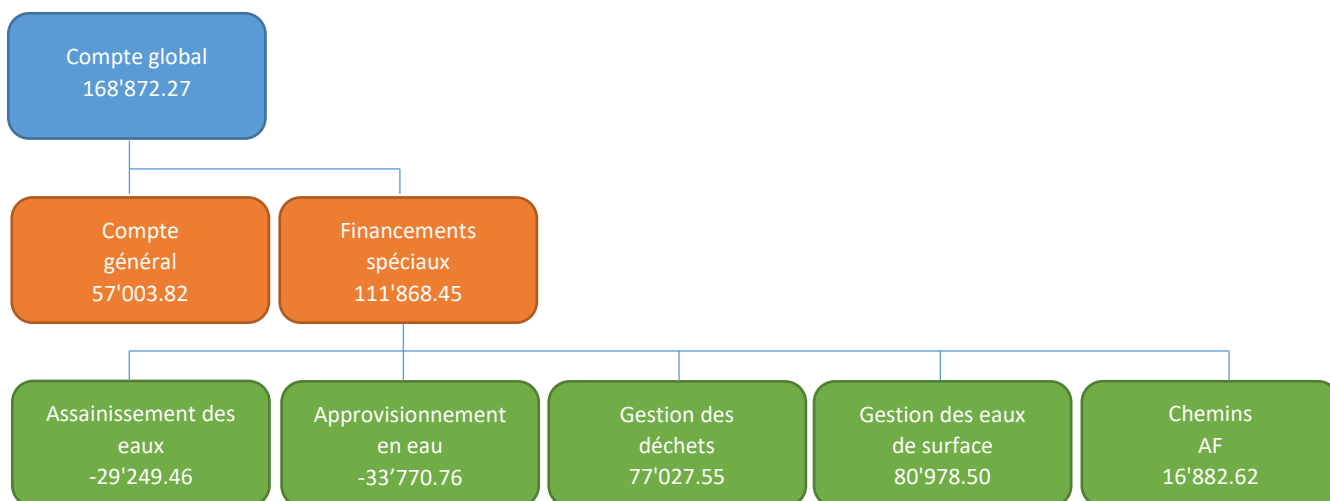 Compte global
168'872.27
Compte
général
57'003.82
Financements
spéciaux
111'868.45
Assainissement des
eaux
-29'249.46
Approvisionnement
en eau
-33’770.76
Gestion des
déchets
77'027.55
Gestion des eaux
de surface
80'978.50
Chemins
AF
16'882.62